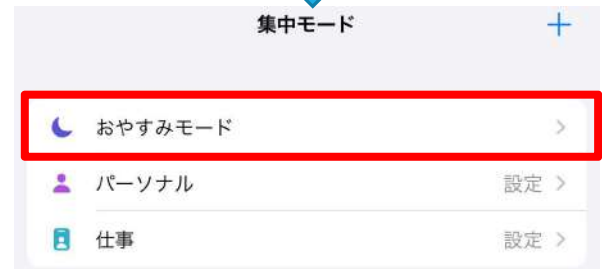 集中モード
おやすみモード
パーソナル 設定
仕事 設定